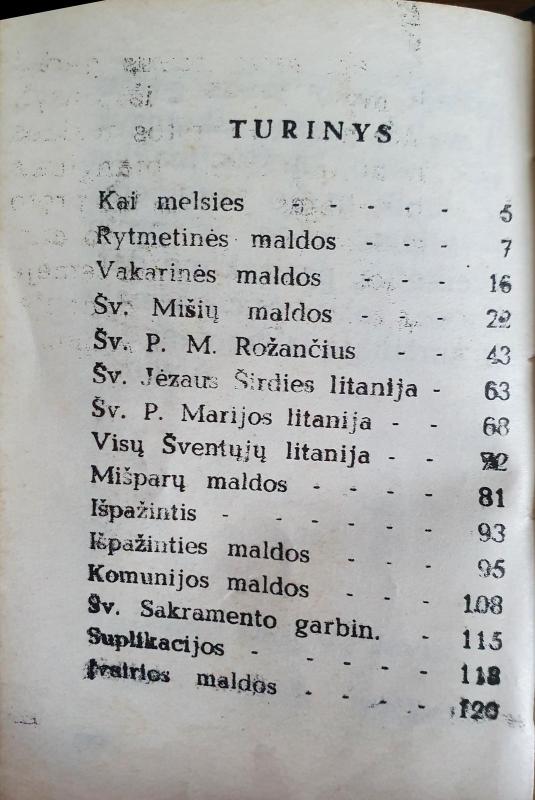 TURINYS
Kai melsies - - - - - 5
Rytmetinės maldos - - - 7
Vakarinės maldos - - - 16
Šv. Mišių maldos - - - 22
Šv. P. M. Rožančius - - 43
Šv. Jėzaus Širdies litanija - 63
Šv. P. Marijos litanija - - 68
Visų Šventųjų litanija - -
Mišparų maldos - - - - 81
Išpažintis - - - - - 93
Išpažinties maldos - - - 95
Komunijos maldos - - - 108
Šv. Sakramento garbin. - 115
Suplikacijos - - - - 118
Įvairios maldos - - - - 120